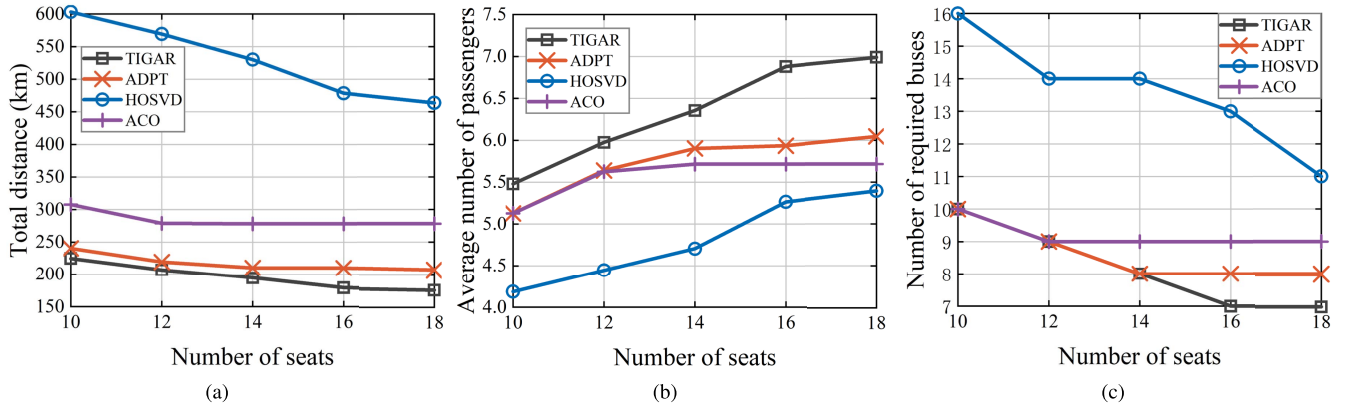 600
550
500
450
400
350
300
250
200
150
Total distance (km)
TIGAR
ADPT
HOSVD
ACO
10 12 14 16 18
Number of seats
(a)
7.5
7.0
6.5
6.0
5.5
5.0
4.5
4.0
Average number of passengers
TIGAR
ADPT
HOSVD
ACO
10 12 14 16 18
Number of seats
(b)
16
15
14
13
12
11
10
9
8
7
Number of required buses
TIGAR
ADPT
HOSVD
ACO
10 12 14 16 18
Number of seats
(c)